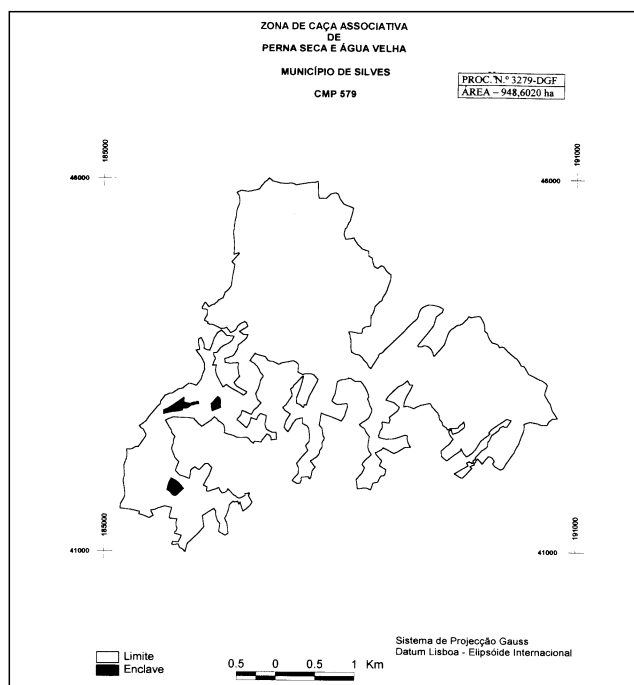 ZONA DE CAÇA ASSOCIATIVA
DE
PERNA SECA E ÁGUA VELHA
MUNICÍPIO DE SILVES
CMP 579
PROC. N.º 3279-DGF
ÁREA – 948,6020 ha
185000
191000
46000
46000
185000
191000
41000
41000
Limite
Enclave
0.5 0 0.5 1 Km
Sistema de Projecção Gauss
Datum Lisboa - Elipsóide Internacional